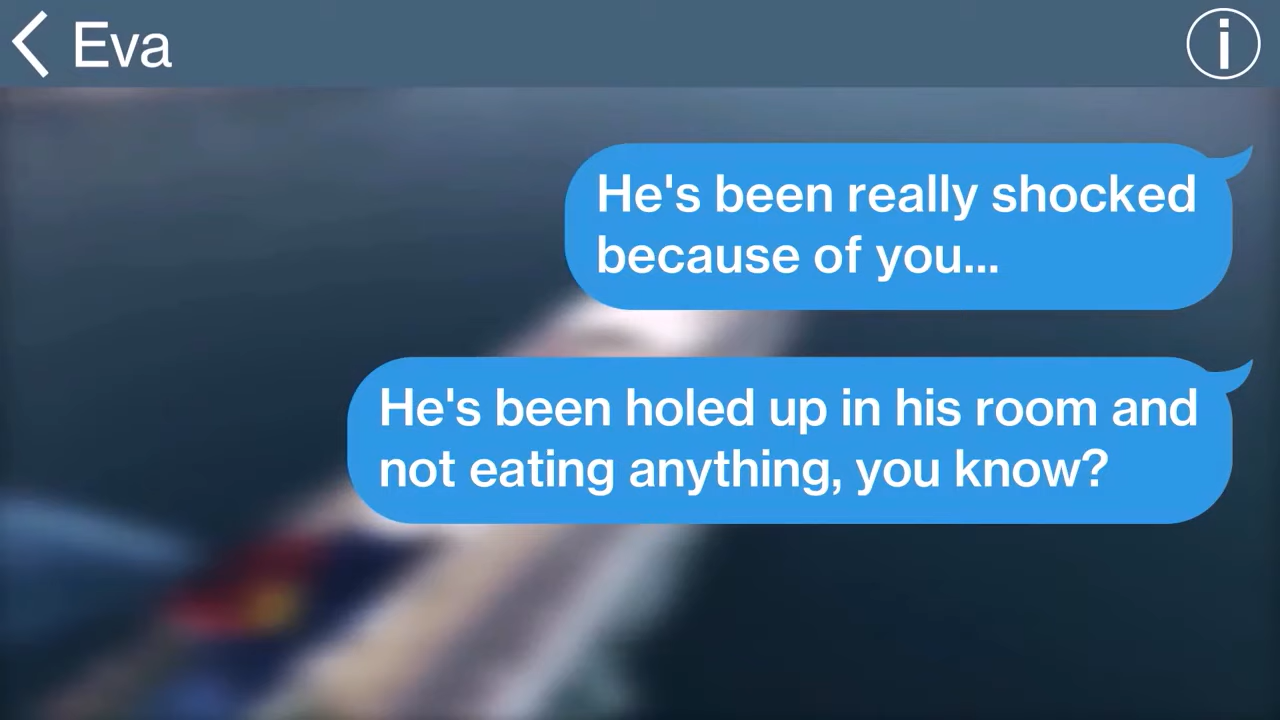 Eva
He's been really shocked
because of you...
He's been holed up in his room and
not eating anything, you know?